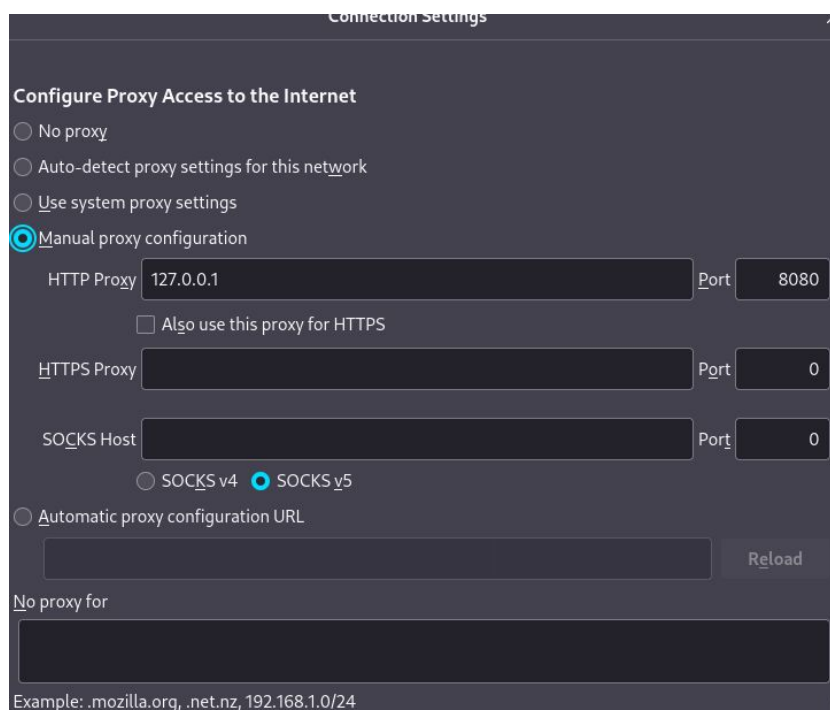 Connection Settings
Configure Proxy Access to the Internet
No proxy
Auto-detect proxy settings for this network
Use system proxy settings
Manual proxy configuration
HTTP Proxy 127.0.0.1 Port 8080
Also use this proxy for HTTPS
HTTPS Proxy Port 0
SOCKS Host Port 0
SOCKS v4 SOCKS v5
Automatic proxy configuration URL
Reload
No proxy for
Example: .mozilla.org, .net.nz, 192.168.1.0/24